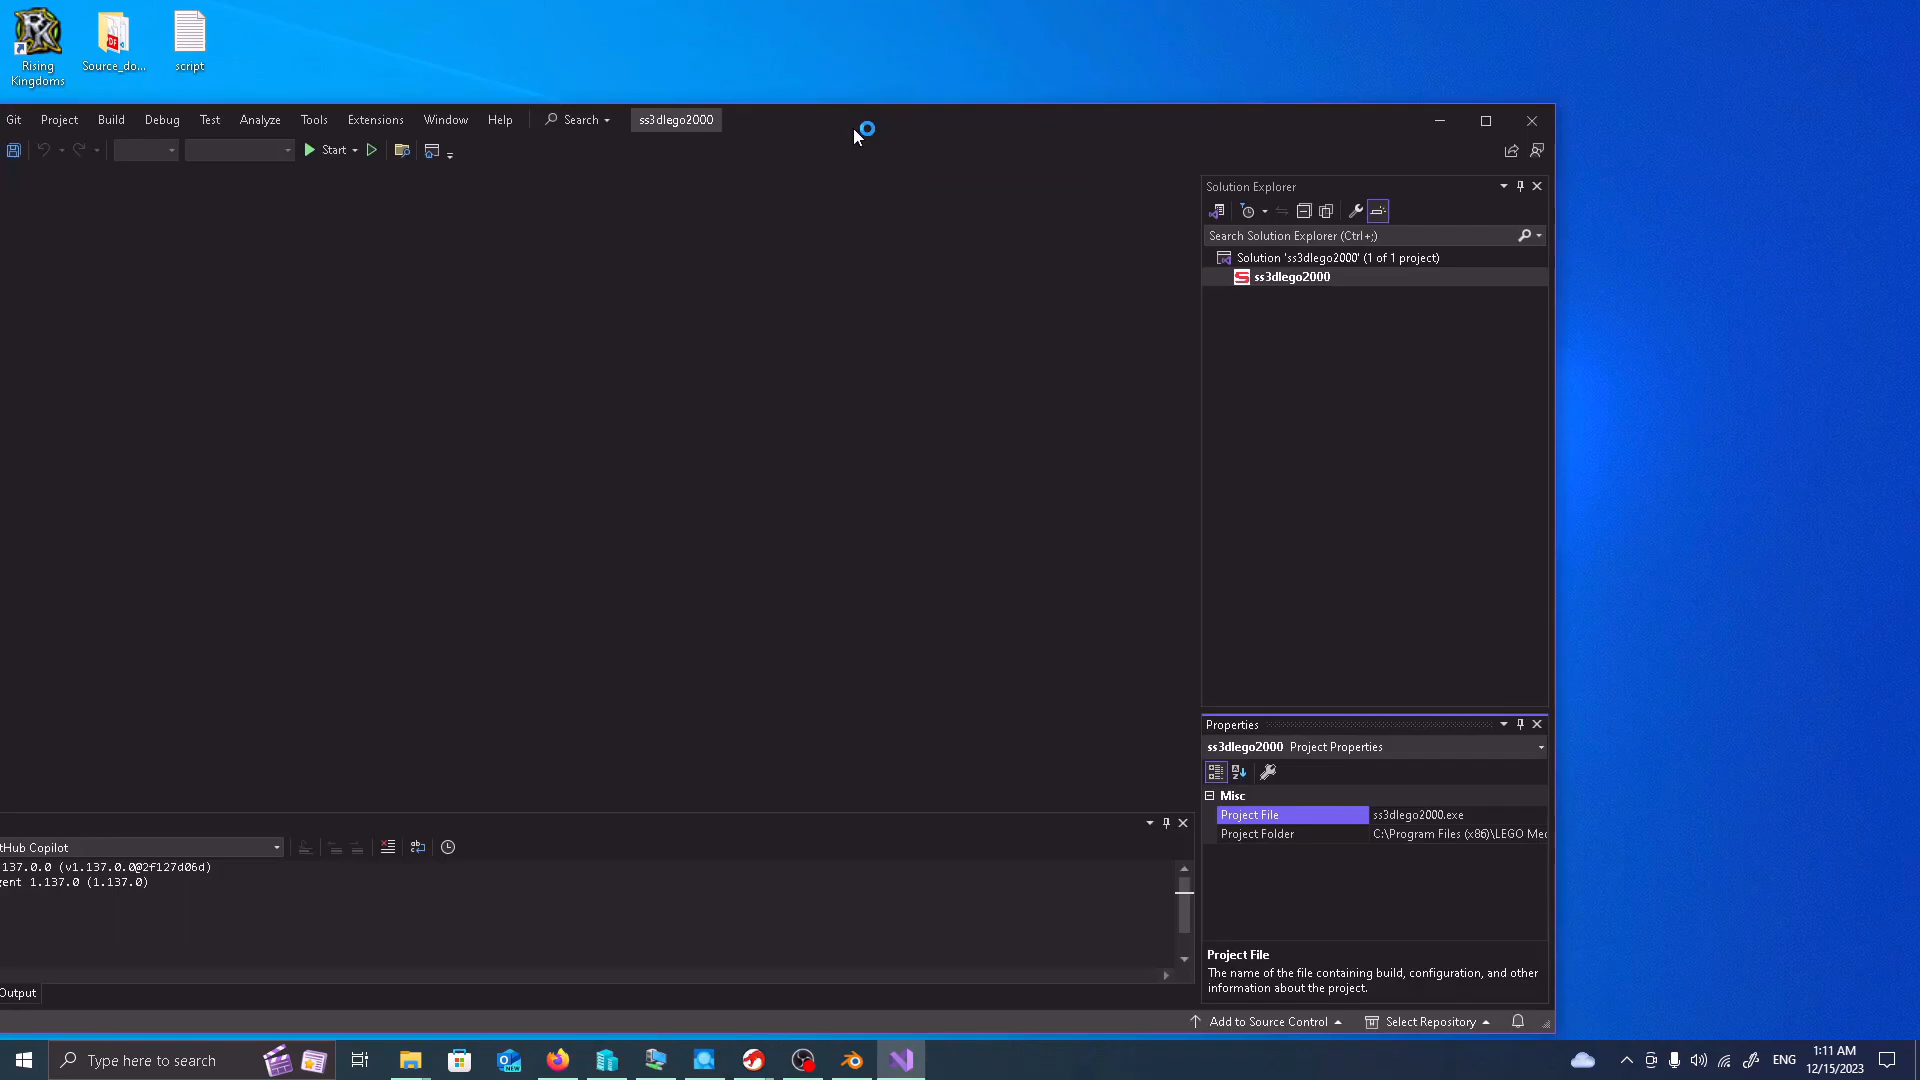 Rising
Kingdoms
Source_do...
script
Git Project Build Debug Test Analyze Tools Extensions Window Help Search ss3dlego2000
Start
Solution Explorer
Search Solution Explorer (Ctrl+;)
Solution 'ss3dlego2000' (1 of 1 project)
ss3dlego2000
Properties
ss3dlego2000 Project Properties
Misc
Project File ss3dlego2000.exe
Project Folder C:\Program Files (x86)\LEGO Mec
Project File
The name of the file containing build, configuration, and other
information about the project.
tHub Copilot
137.0.0 (v1.137.0.0@2f127d06d)
gent 1.137.0 (1.137.0)
Output
Add to Source Control Select Repository
Type here to search
NEW
ENG
1:11 AM
12/15/2023